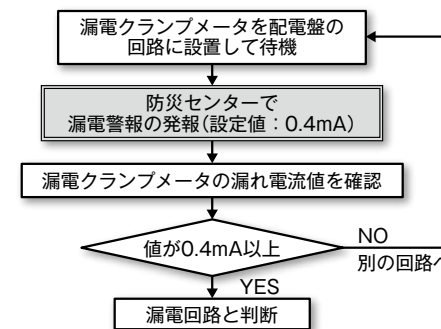 漏電クランプメータを配電盤の
回路に設置して待機
防災センターで
漏電警報の発報(設定値：0.4mA)
漏電クランプメータの漏れ電流値を確認
値が0.4mA以上
NO
別の回路へ
YES
漏電回路と判断